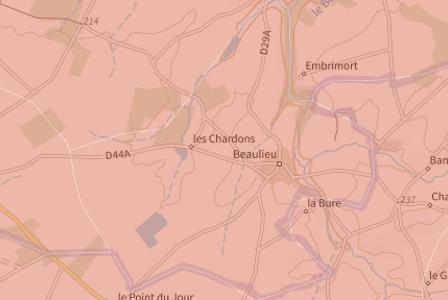 le Be
214
D29A
Embrimort
les Chardons
D44A
Beaulieu
Ban
Cha
237
la Bure
le G
le Point du Jour